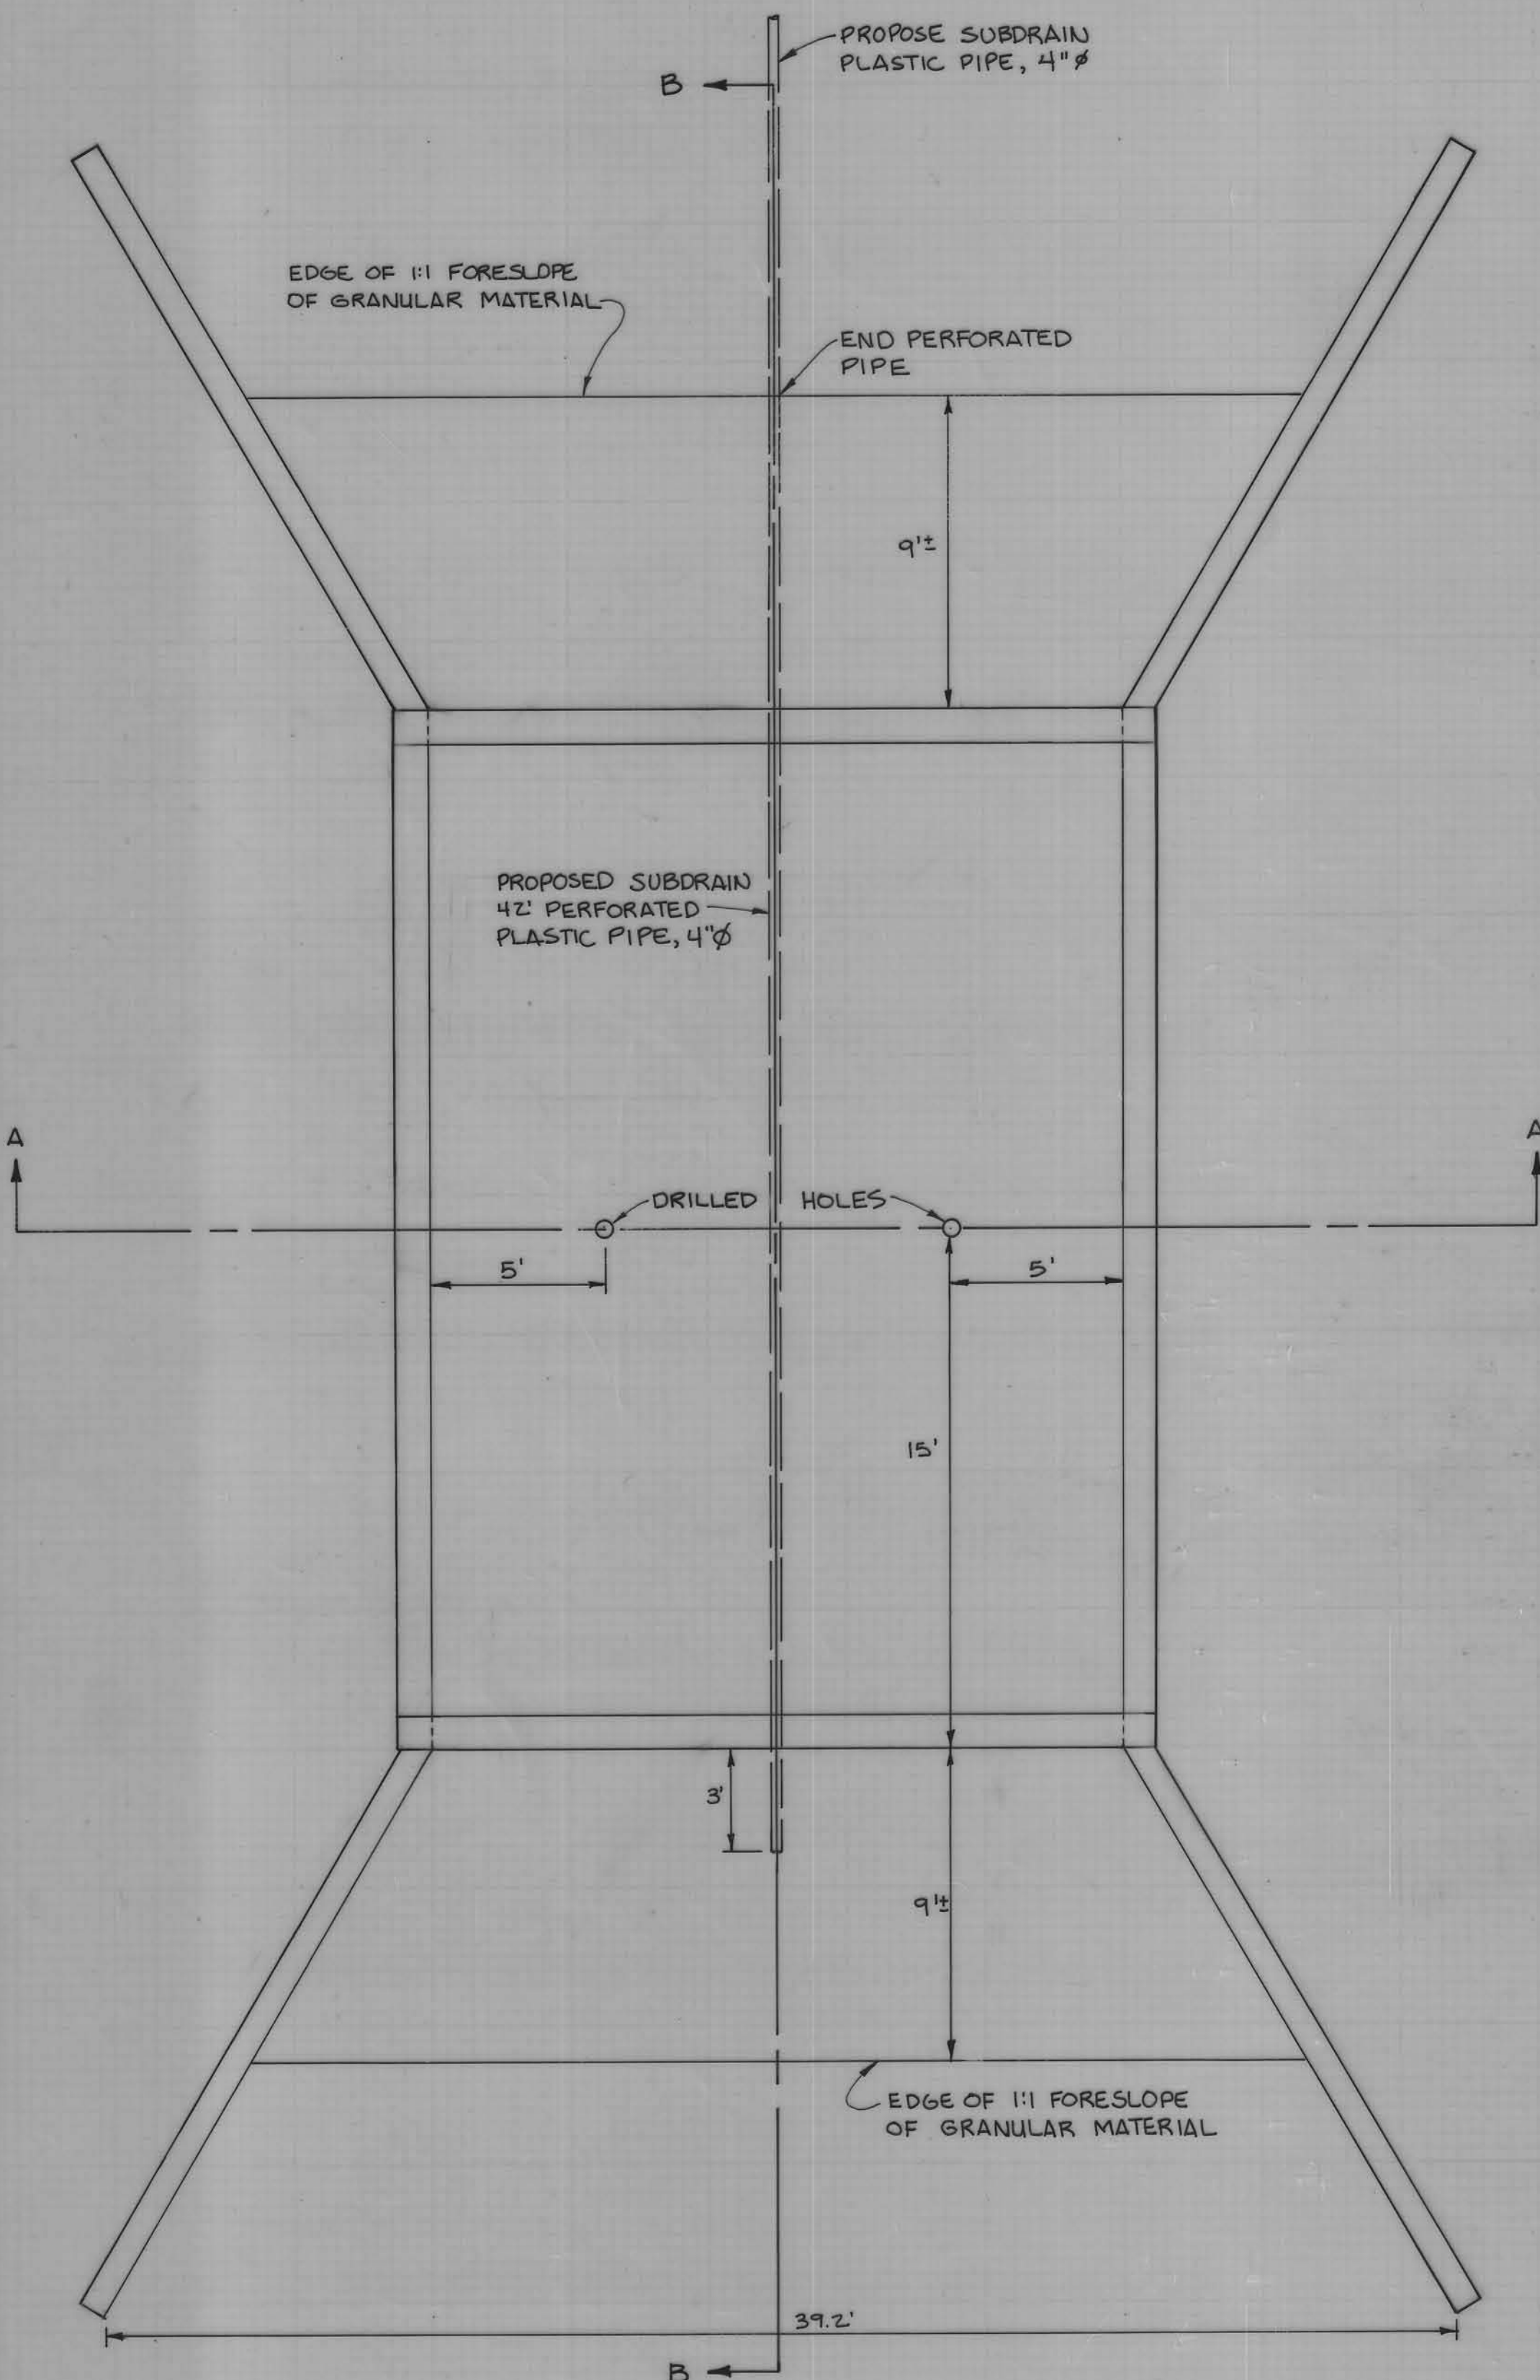 PROPOSE SUBDRAIN
PLASTIC PIPE, 4"ø
B
EDGE OF 1:1 FORESLOPE
OF GRANULAR MATERIAL
END PERFORATED
PIPE
9'±
PROPOSED SUBDRAIN
42' PERFORATED
PLASTIC PIPE, 4"ø
A
A
DRILLED HOLES
5'
5'
15'
3'
9'±
EDGE OF 1:1 FORESLOPE
OF GRANULAR MATERIAL
39.2'
B